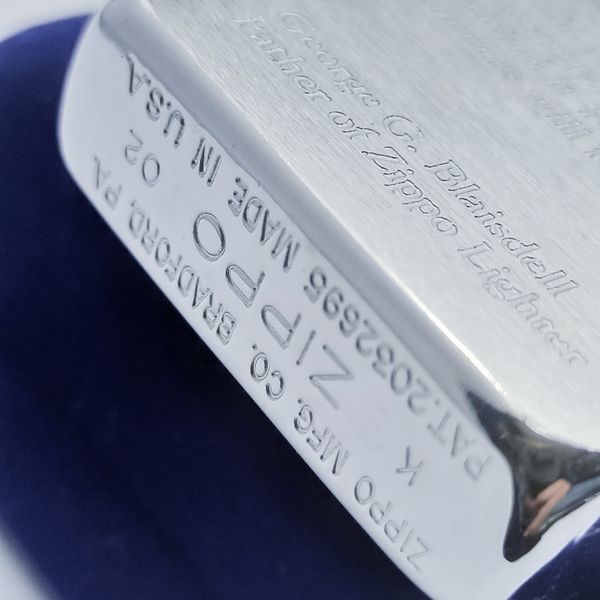 George G. Blaisdell
Father of Zippo Lighter
ZIPPO MFG. CO. BRADFORD, PA.
K ZIPPO 02
PAT.2032695 MADE IN U.S.A.